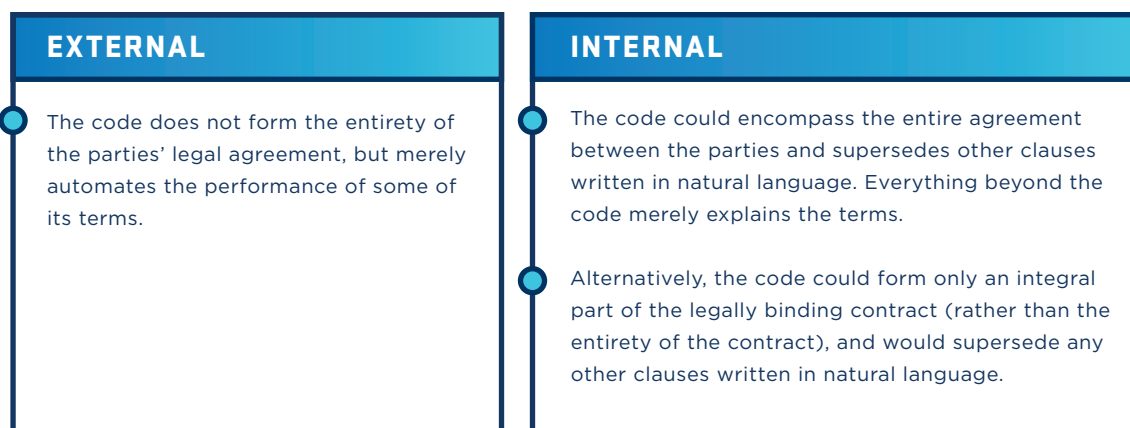 EXTERNAL
The code does not form the entirety of
the parties’ legal agreement, but merely
automates the performance of some of
its terms.
INTERNAL
The code could encompass the entire agreement
between the parties and supersedes other clauses
written in natural language. Everything beyond the
code merely explains the terms.
Alternatively, the code could form only an integral
part of the legally binding contract (rather than the
entirety of the contract), and would supersede any
other clauses written in natural language.